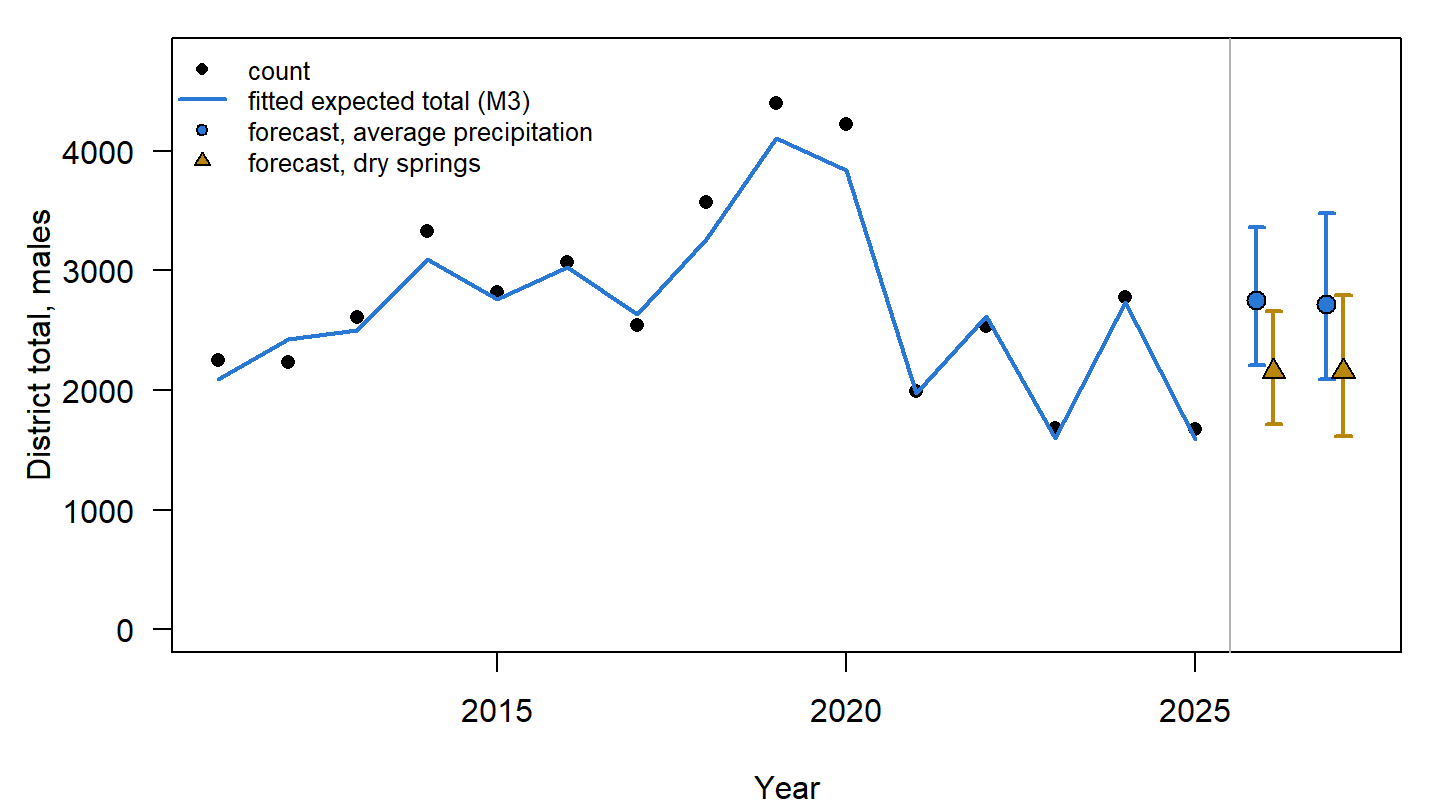 count
fitted expected total (M3)
forecast, average precipitation
forecast, dry springs
District total, males
4000
3000
2000
1000
0
2015 2020 2025
Year